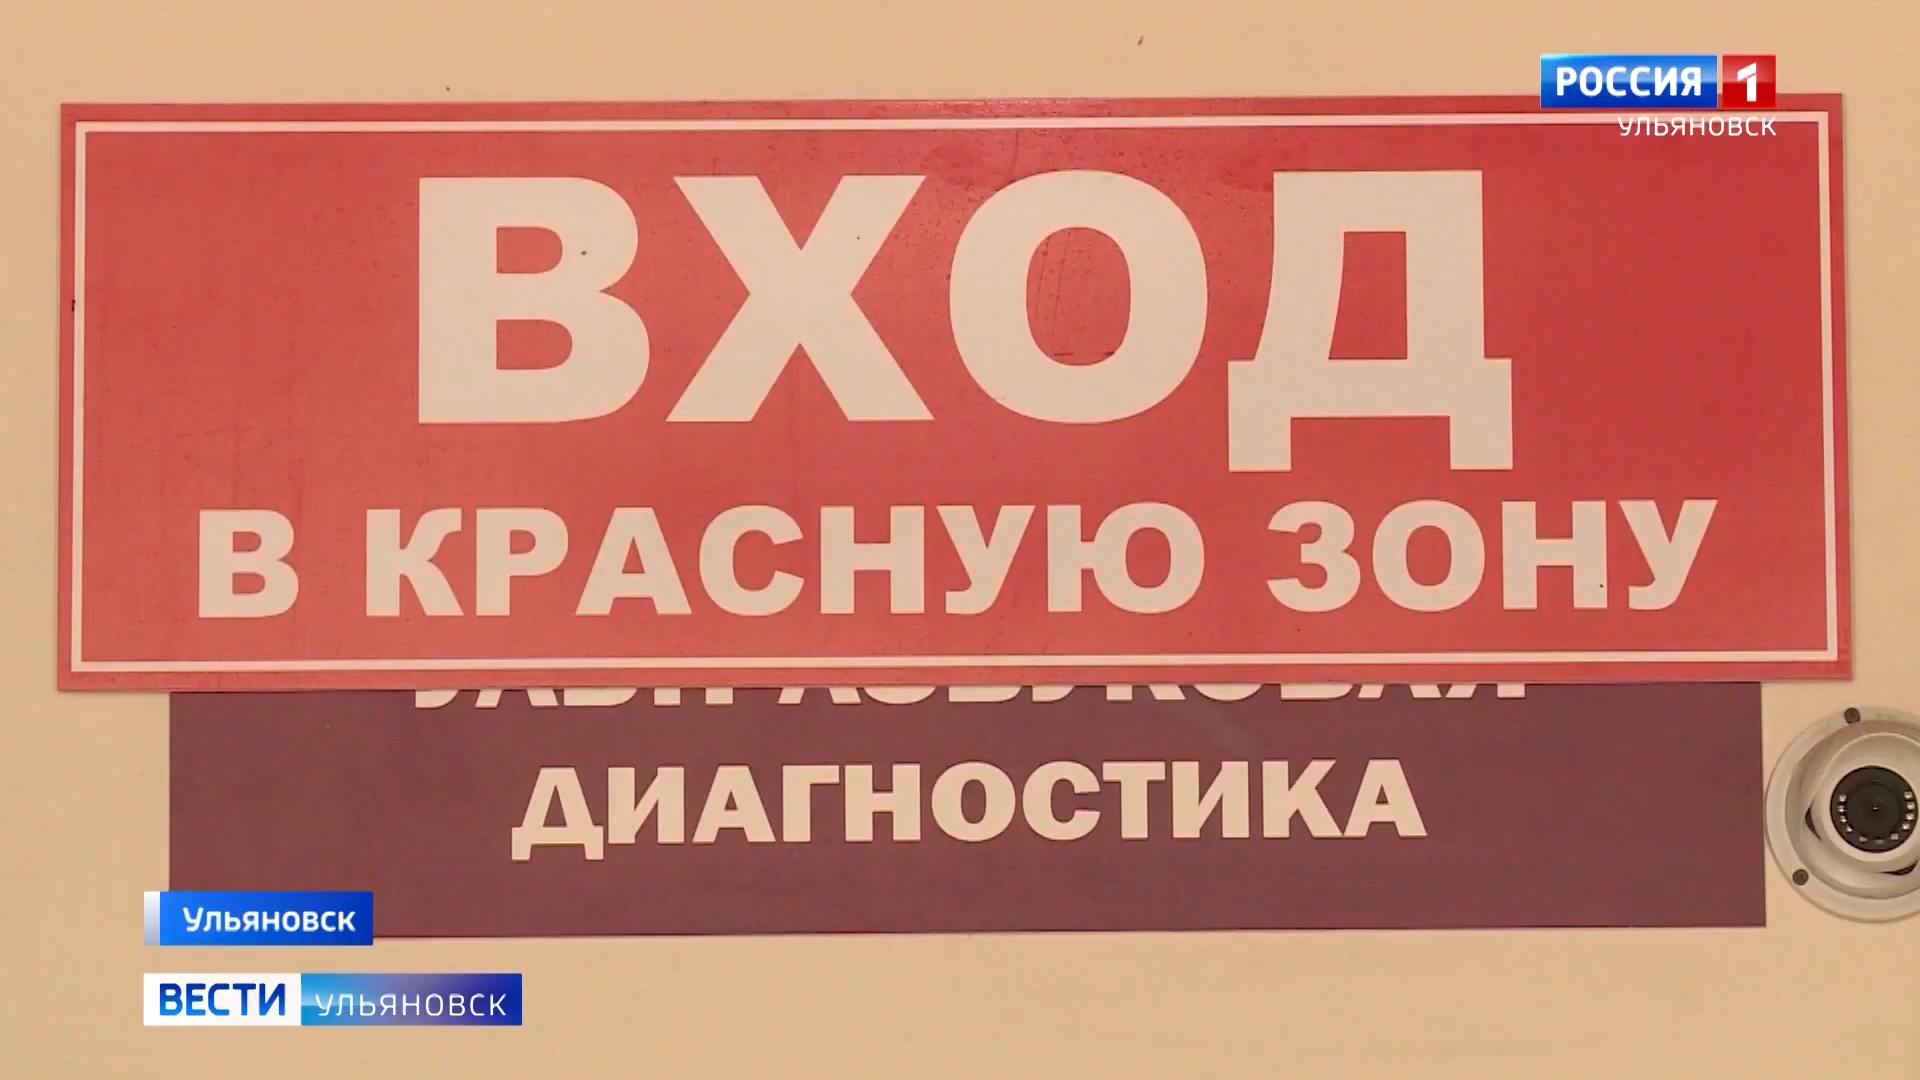 РОССИЯ 1
УЛЬЯНОВСК
ВХОД
В КРАСНУЮ ЗОНУ
ДИАГНОСТИКА
Ульяновск
ВЕСТИ УЛЬЯНОВСК